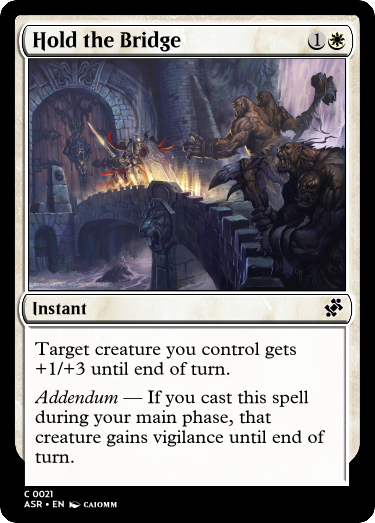 Hold the Bridge
1
Instant
Target creature you control gets
+1/+3 until end of turn.
Addendum — If you cast this spell
during your main phase, that
creature gains vigilance until end of
turn.
C 0021
ASR • EN CAIOMM